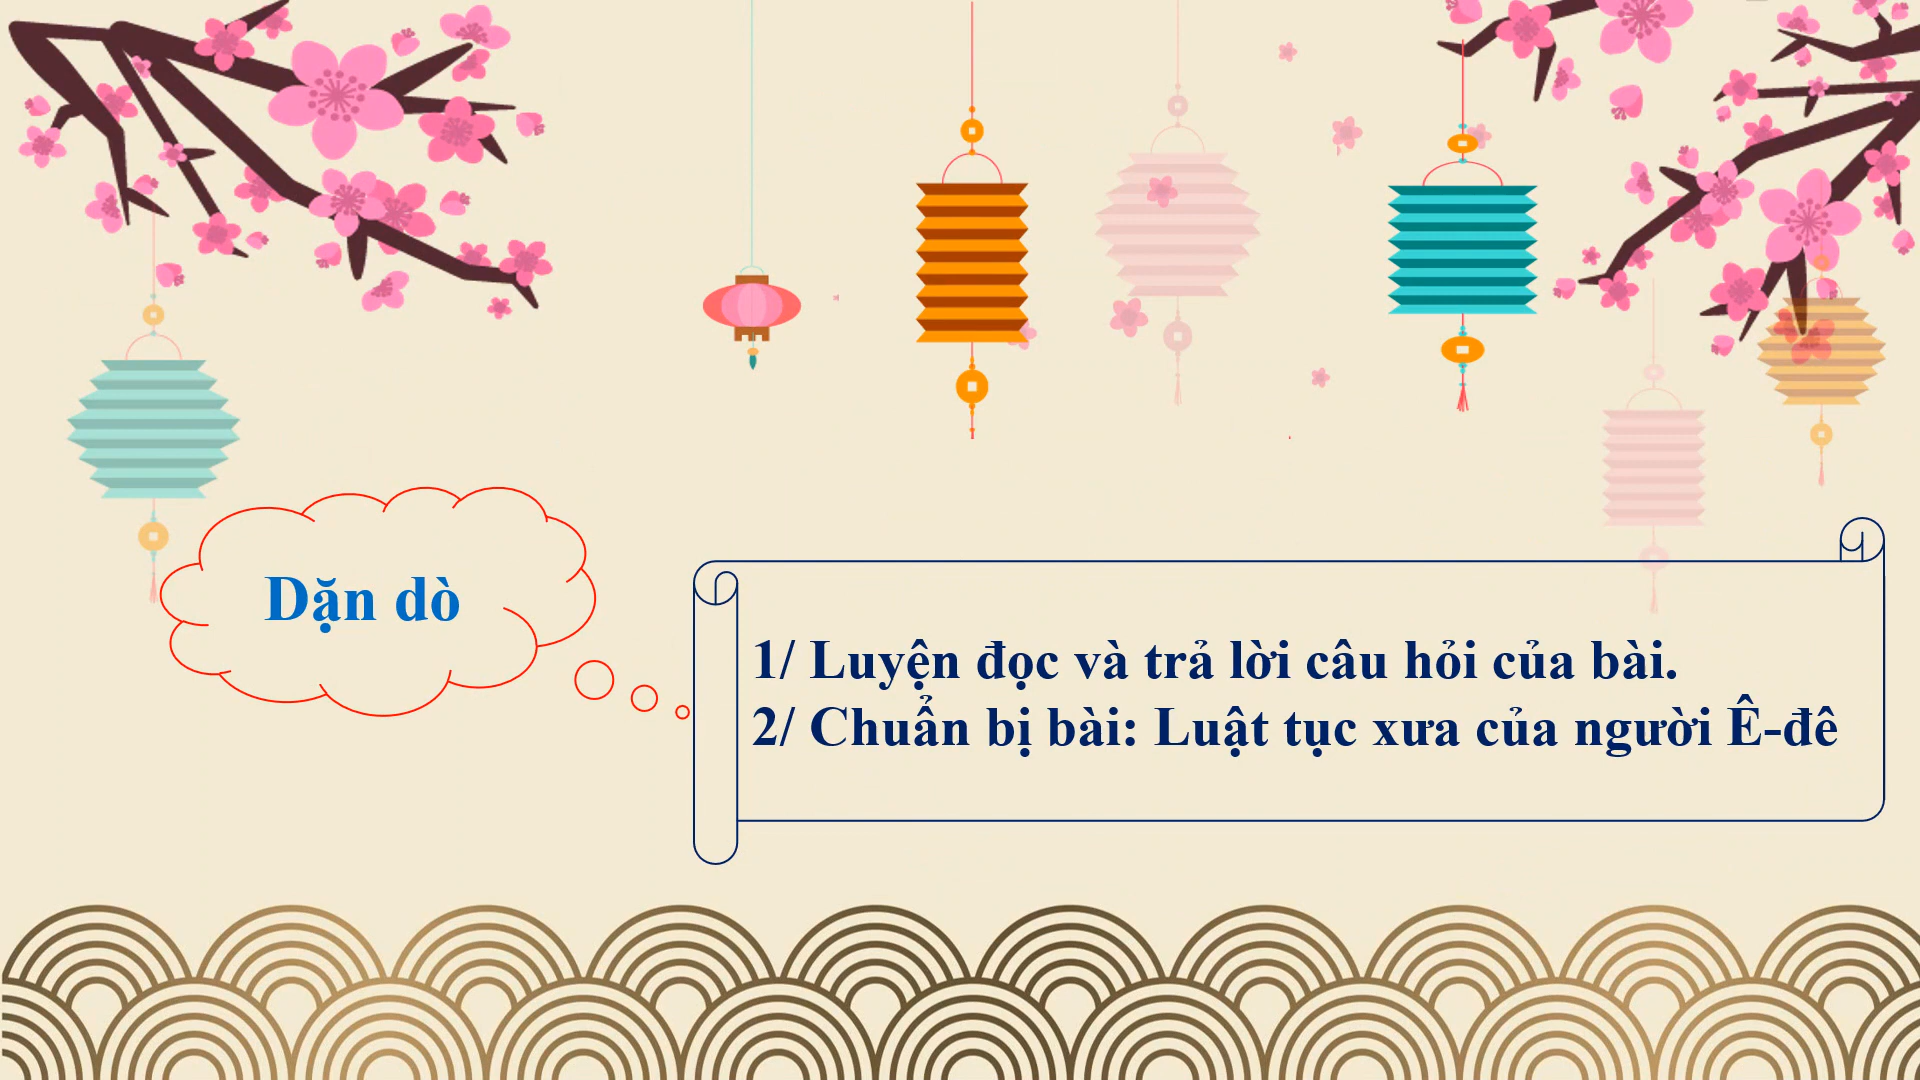 Dặn dò
1/ Luyện đọc và trả lời câu hỏi của bài.
2/ Chuẩn bị bài: Luật tục xưa của người Ê-đê